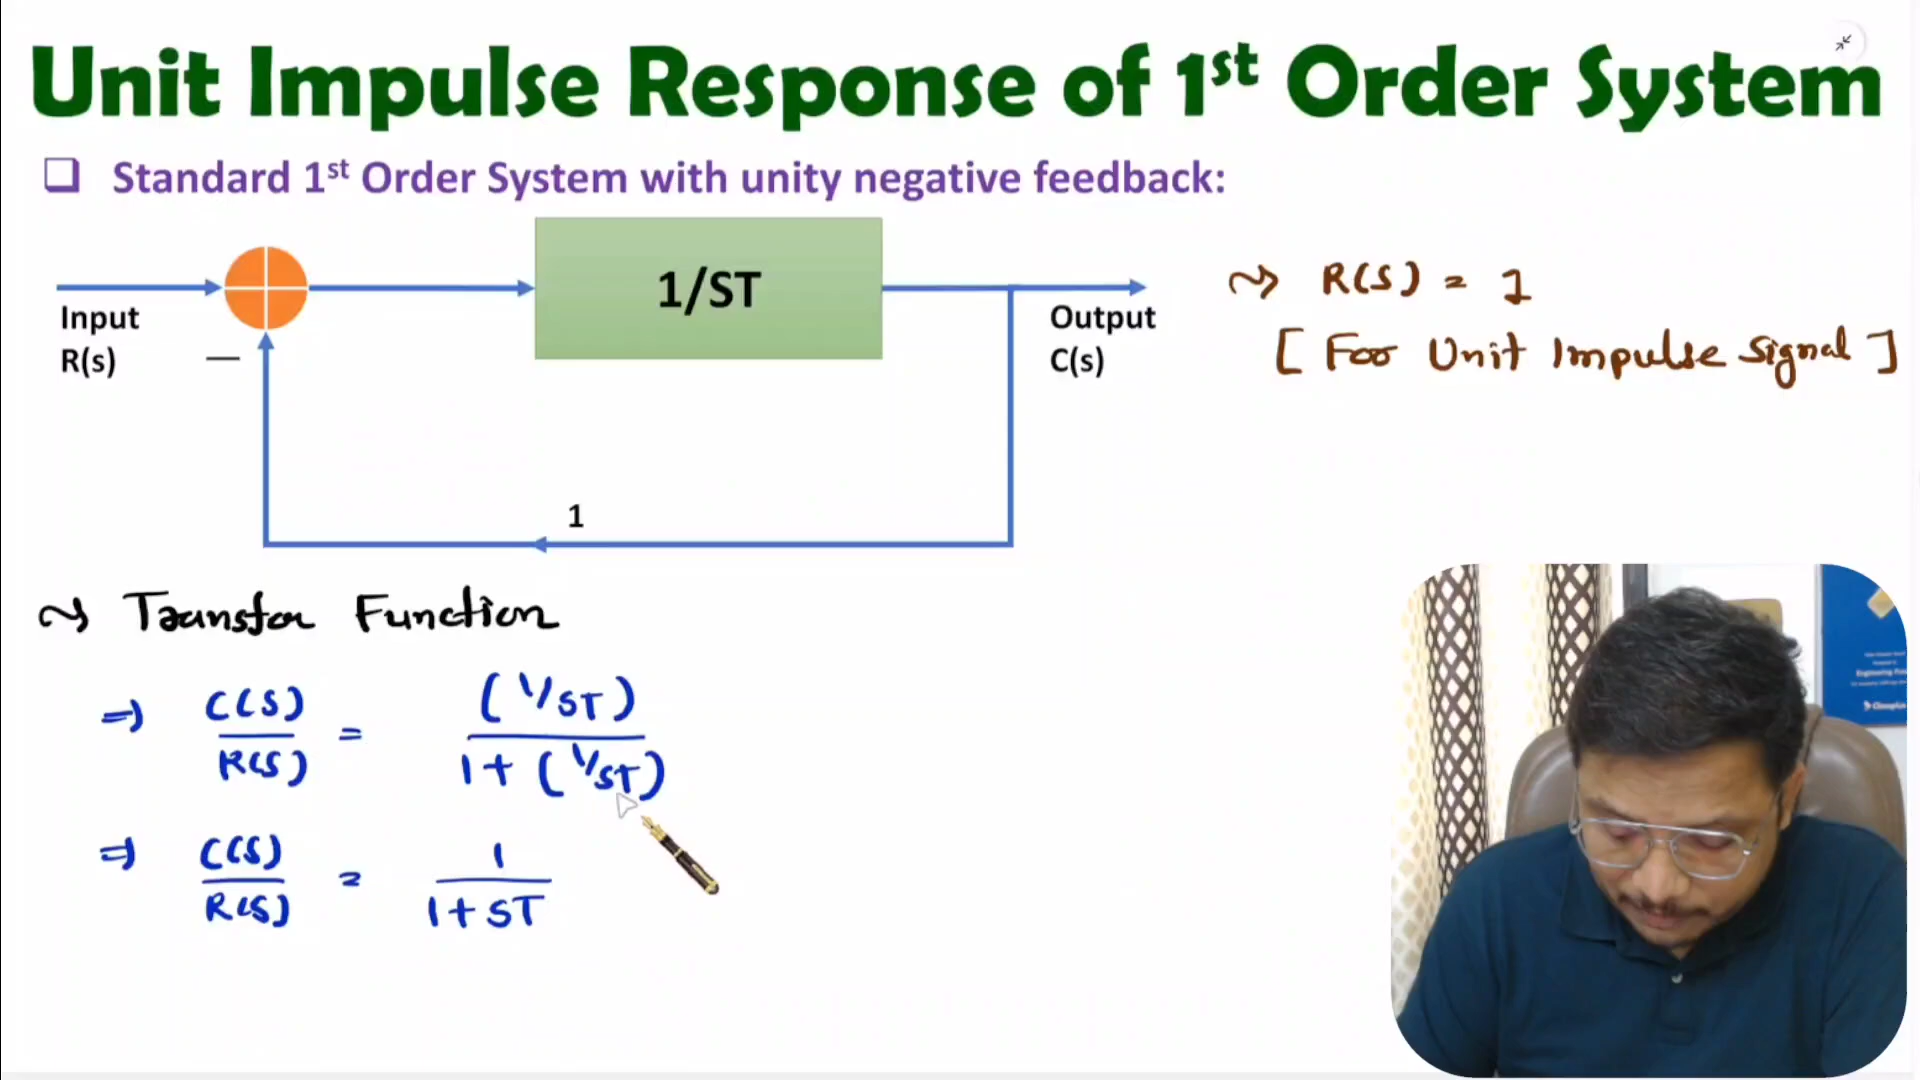 Unit Impulse Response of 1st Order System
❑ Standard 1st Order System with unity negative feedback:
Input
R(s)
—
1/ST
Output
C(s)
1
~> R(S) = 1
[ For Unit Impulse Signal ]
~> Transfer Function
=> C(S)/R(S) = (1/ST) / 1 + (1/ST)
=> C(S)/R(S) = 1 / 1 + ST